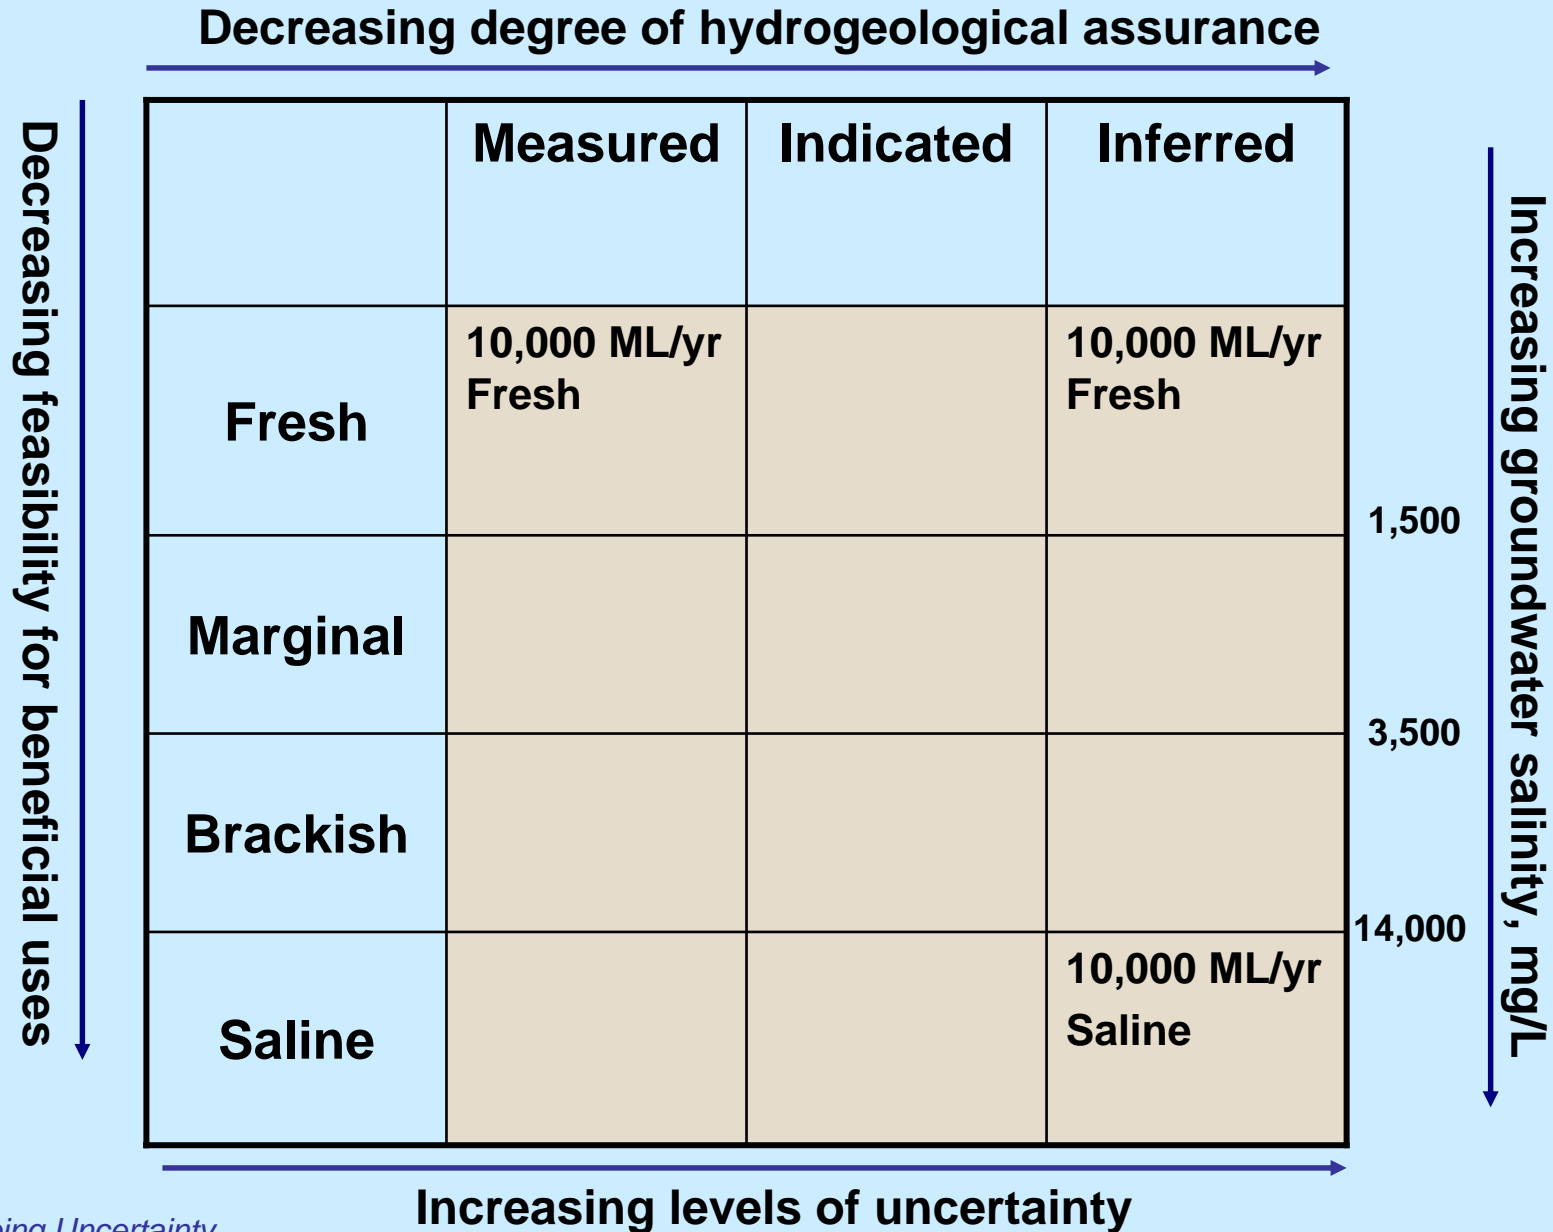 Decreasing degree of hydrogeological assurance
Decreasing feasibility for beneficial uses
Measured Indicated Inferred
Fresh
10,000 ML/yr
Fresh
10,000 ML/yr
Fresh
1,500
Marginal
3,500
Brackish
14,000
Saline
10,000 ML/yr
Saline
Increasing groundwater salinity, mg/L
Increasing levels of uncertainty
Uncertainty